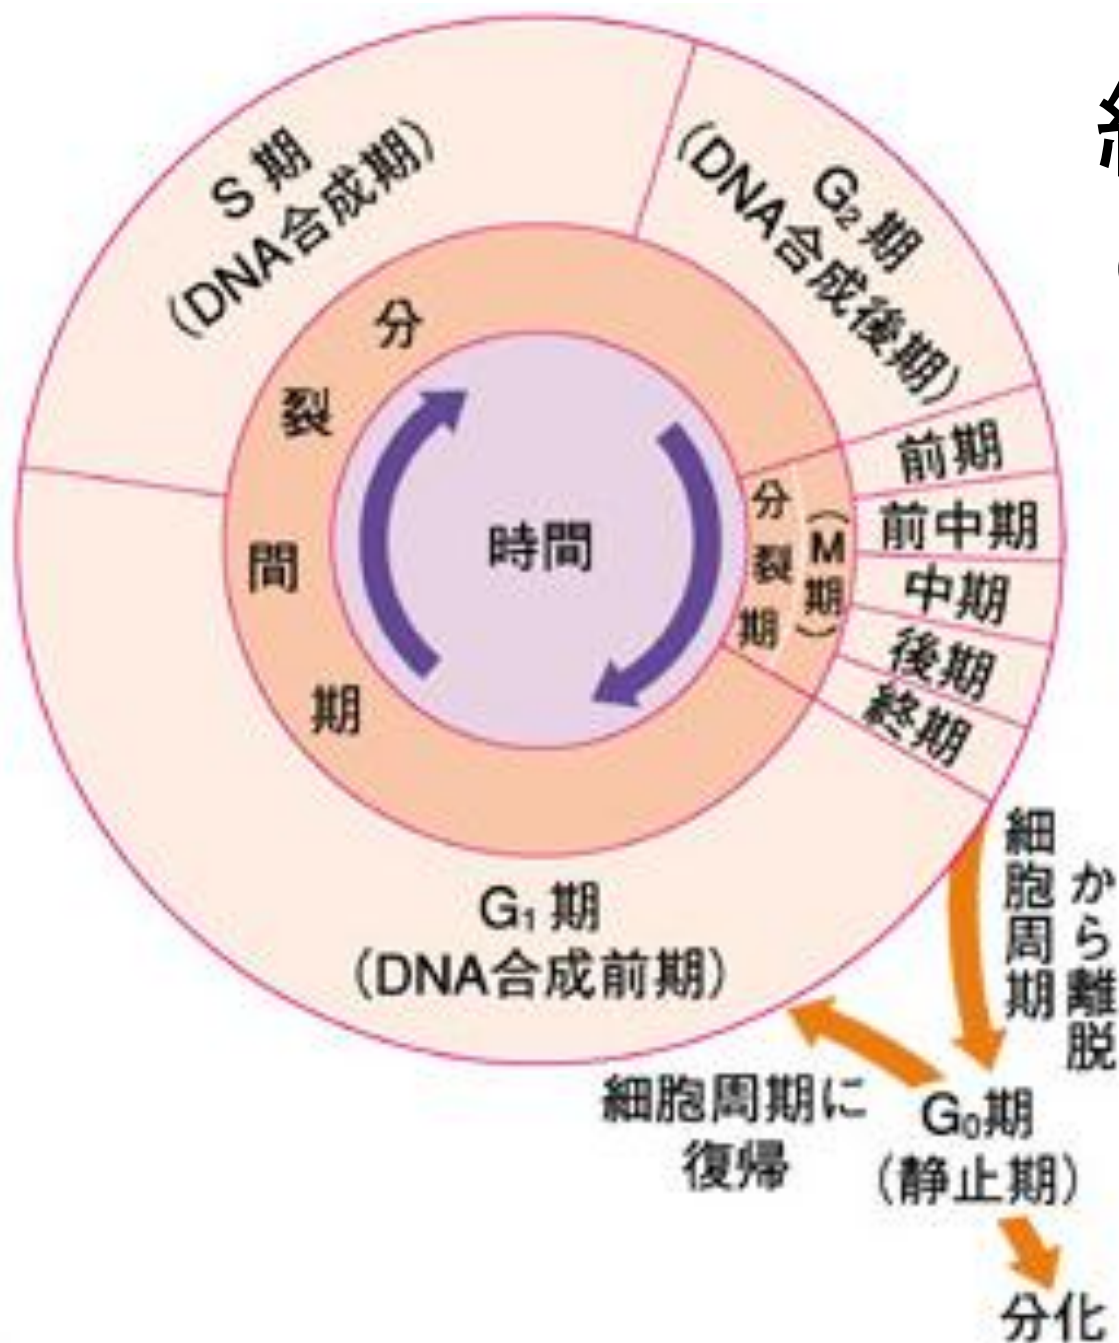 S期
(DNA合成期)
G₂期
(DNA合成後期)
分裂間期
時間
分裂期
(M期)
前期
前中期
中期
後期
終期
G₁期
(DNA合成前期)
細胞周期
から離脱
細胞周期に
復帰
G₀期
(静止期)
分化